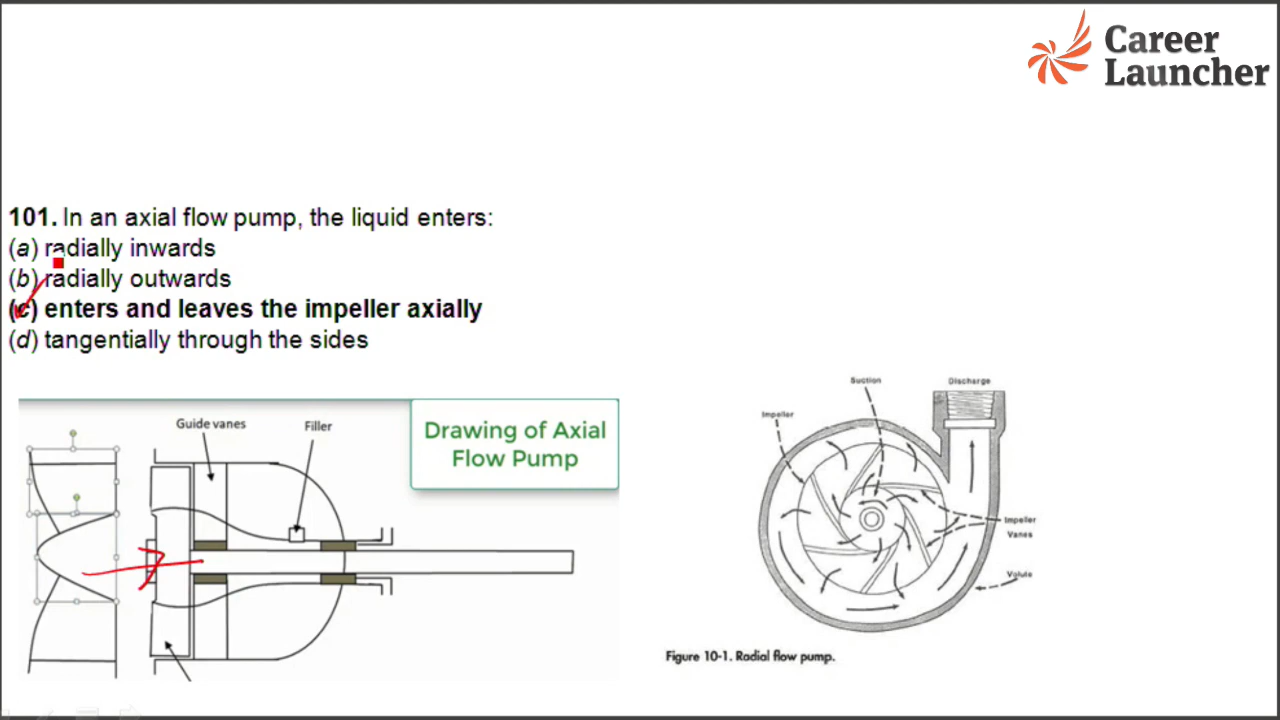 Career
Launcher
101. In an axial flow pump, the liquid enters:
(a) radially inwards
(b) radially outwards
(c) enters and leaves the impeller axially
(d) tangentially through the sides
Guide vanes
Filler
Drawing of Axial
Flow Pump
Suction
Discharge
Impeller
Impeller
Vanes
Volute
Figure 10-1. Radial flow pump.